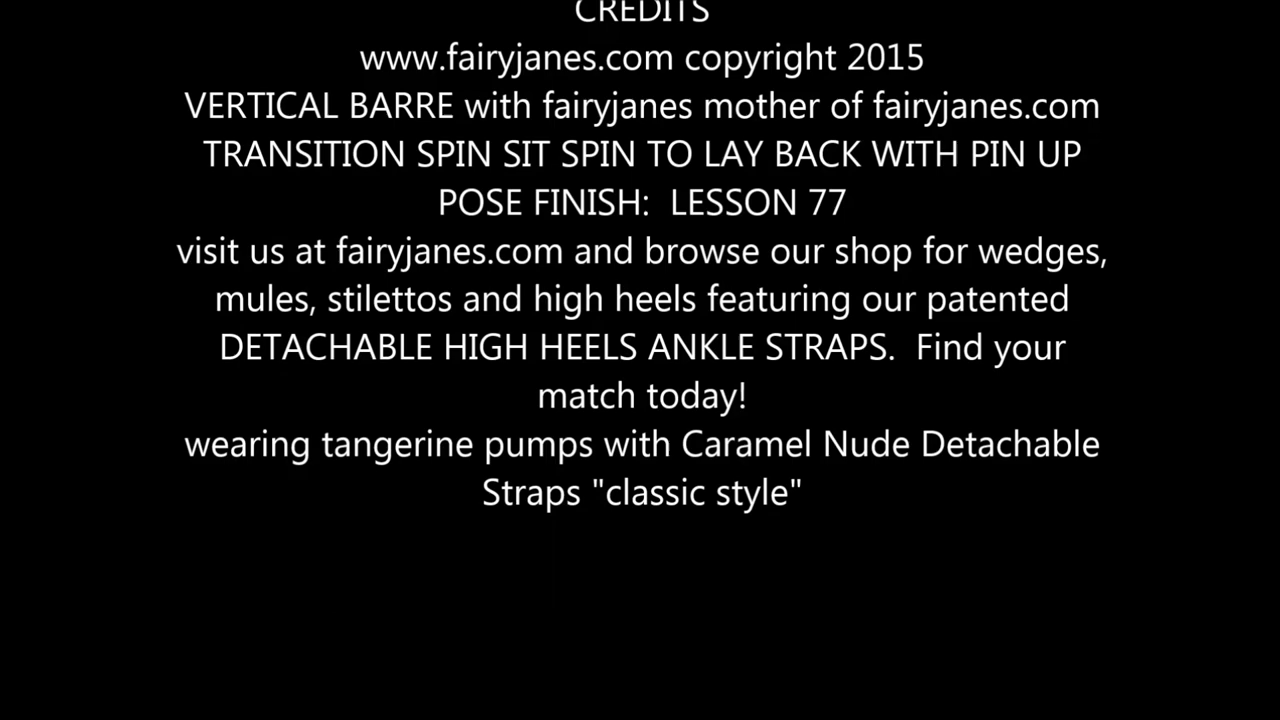 CREDITS
www.fairyjanes.com copyright 2015
VERTICAL BARRE with fairyjanes mother of fairyjanes.com
TRANSITION SPIN SIT SPIN TO LAY BACK WITH PIN UP
POSE FINISH:  LESSON 77
visit us at fairyjanes.com and browse our shop for wedges,
mules, stilettos and high heels featuring our patented
DETACHABLE HIGH HEELS ANKLE STRAPS.  Find your
match today!
wearing tangerine pumps with Caramel Nude Detachable
Straps "classic style"